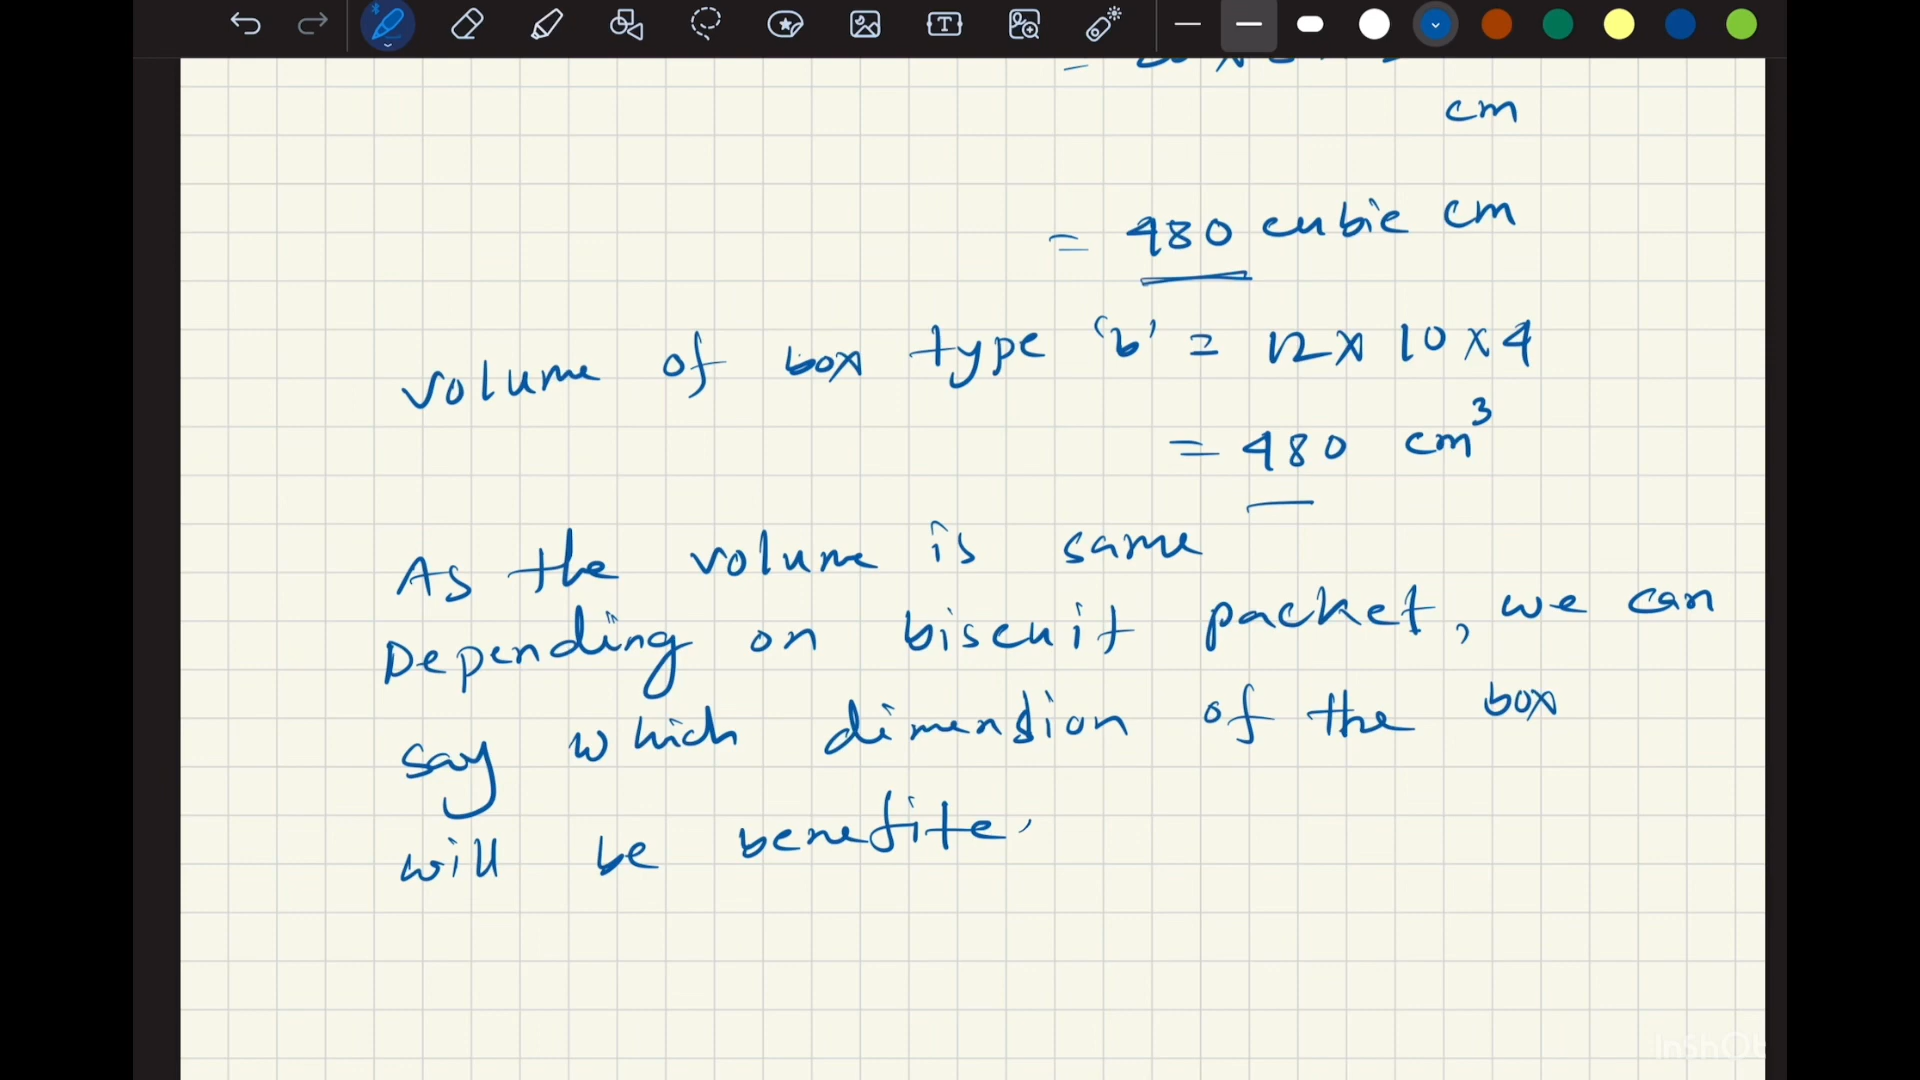 cm
= 480 cubic cm
volume of box type 'b' = 12 x 10 x 4
= 480 cm³
As the volume is same
Depending on biscuit packet, we can
say which dimension of the box
will be benefite.
InShOt